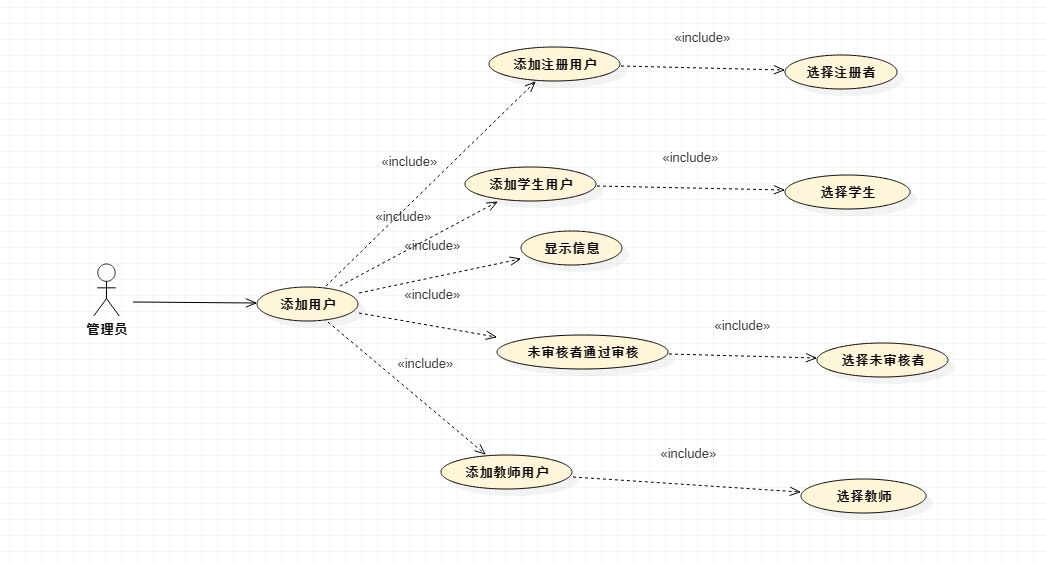 «include»
添加注册用户
选择注册者
«include»
«include»
添加学生用户
选择学生
«include»
«include»
显示信息
«include»
添加用户
管理员
«include»
未审核者通过审核
选择未审核者
«include»
«include»
添加教师用户
选择教师